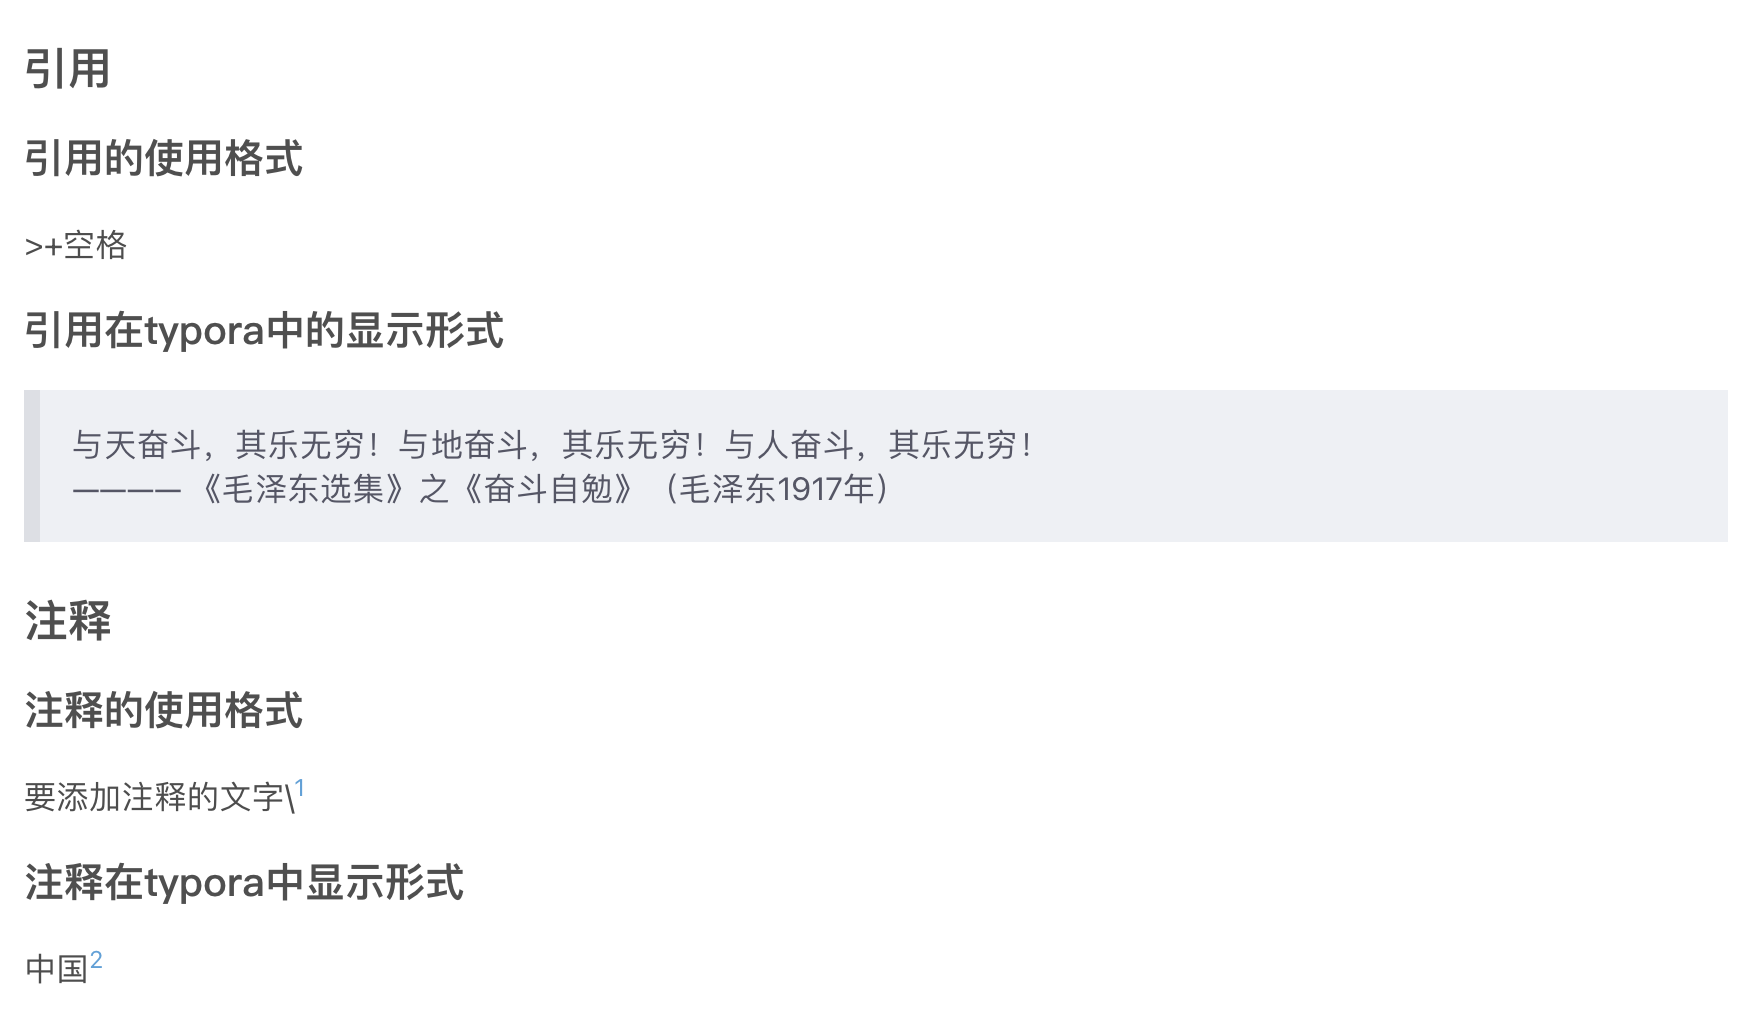 引用
引用的使用格式
>+空格
引用在typora中的显示形式
与天奋斗，其乐无穷！与地奋斗，其乐无穷！与人奋斗，其乐无穷！
———— 《毛泽东选集》之《奋斗自勉》（毛泽东1917年）
注释
注释的使用格式
要添加注释的文字\1
注释在typora中显示形式
中国2